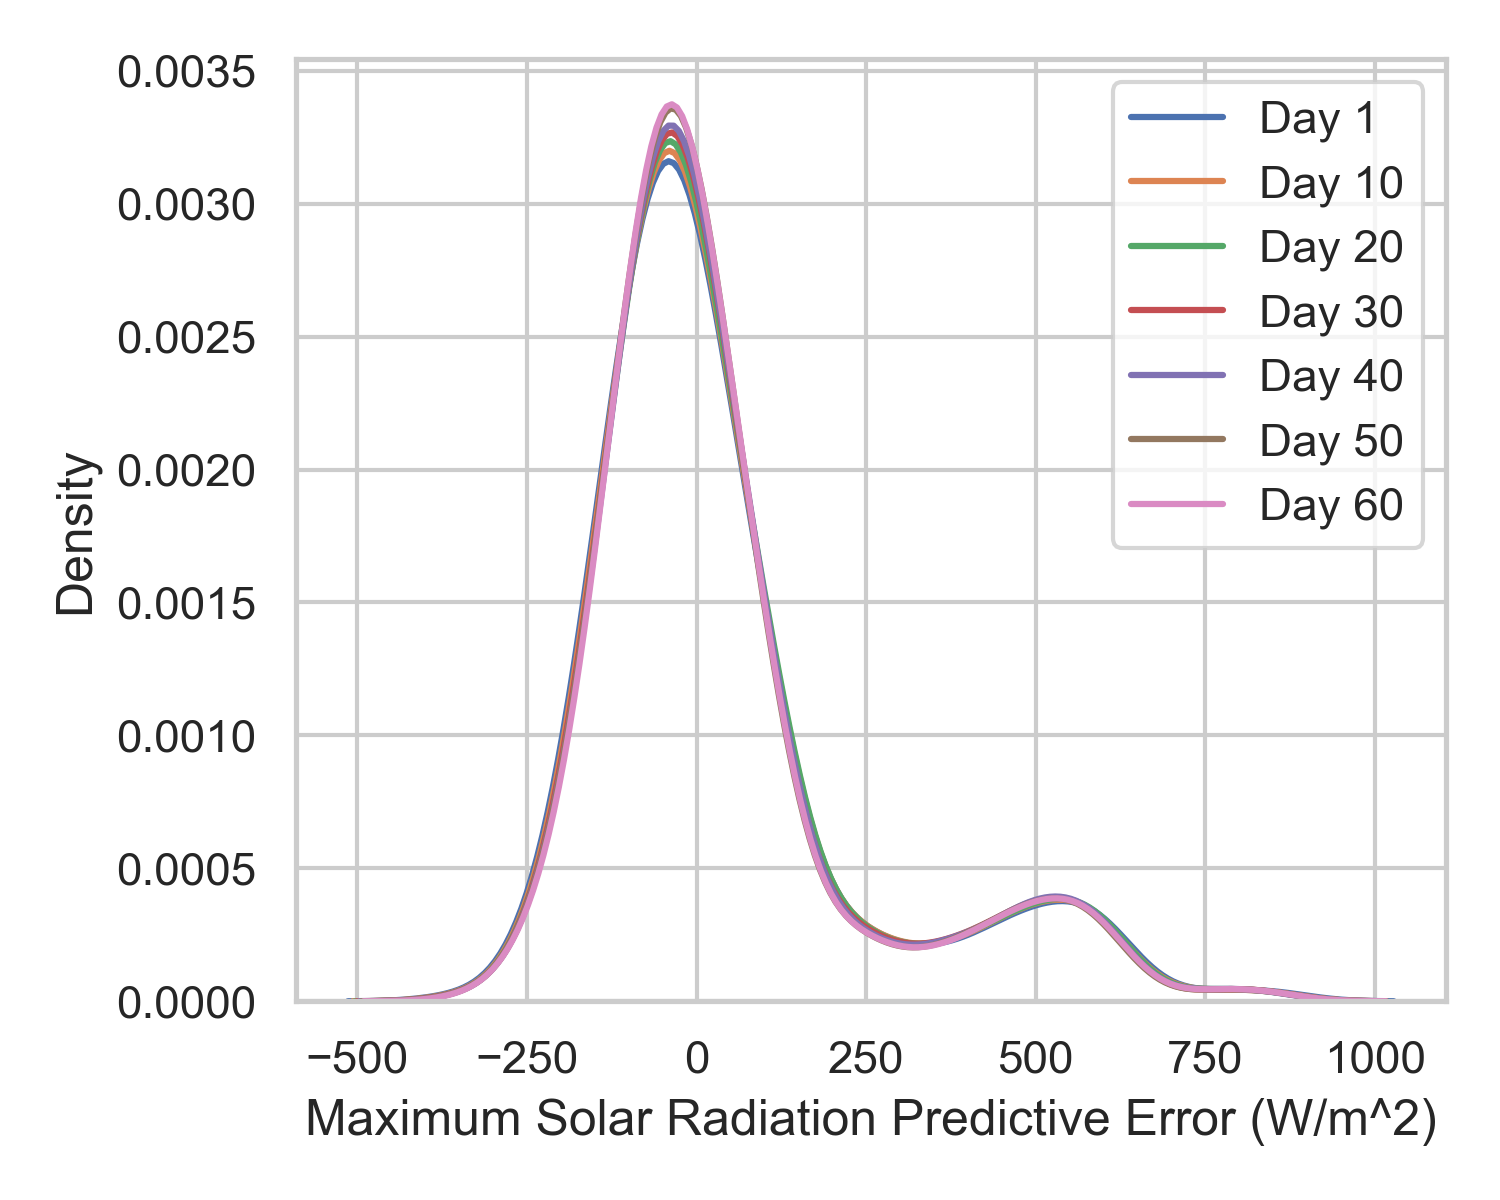 0.0035
0.0030
0.0025
0.0020
0.0015
0.0010
0.0005
0.0000
Density
Day 1
Day 10
Day 20
Day 30
Day 40
Day 50
Day 60
−500 −250 0 250 500 750 1000
Maximum Solar Radiation Predictive Error (W/m^2)